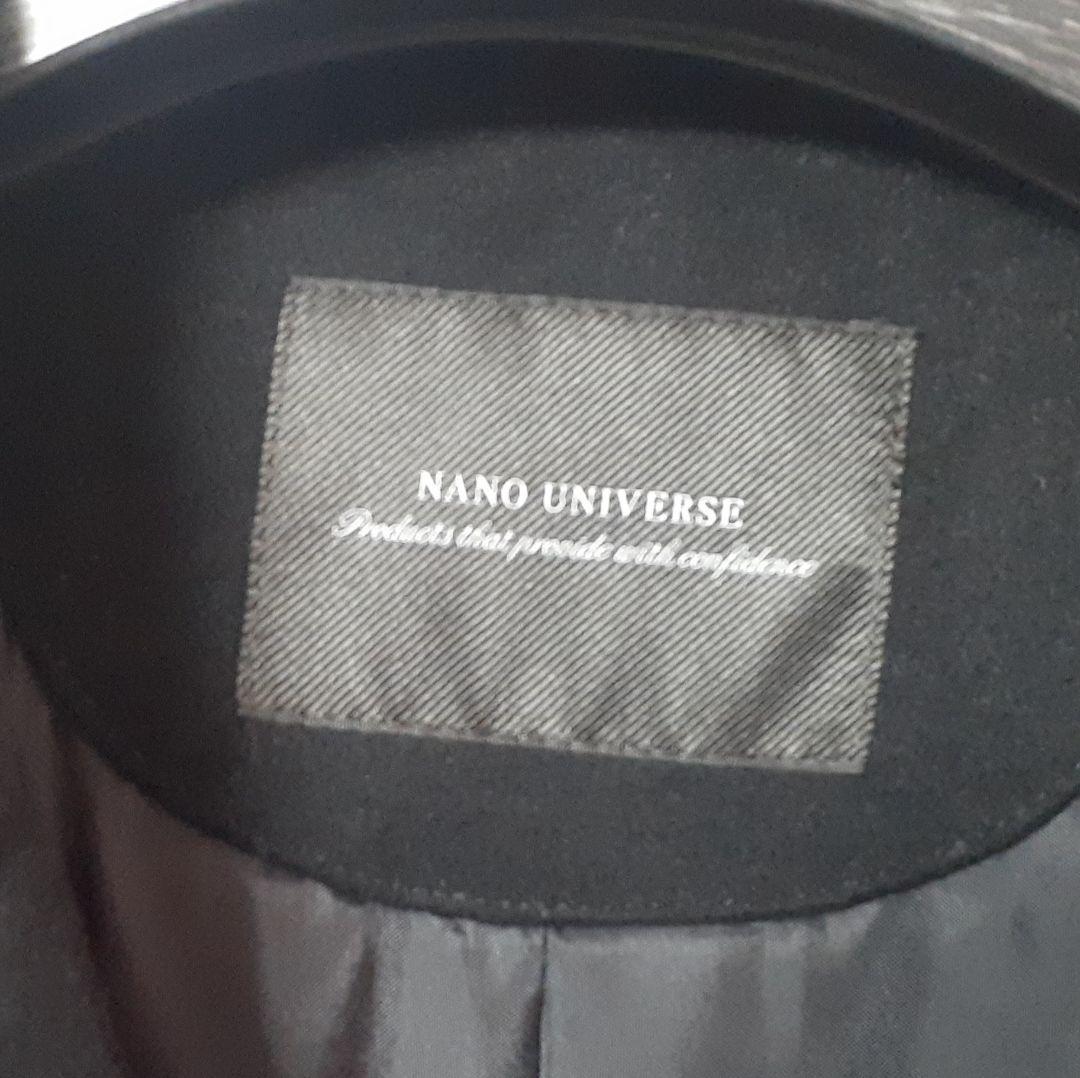 NANO UNIVERSE
Products that provide with confidence